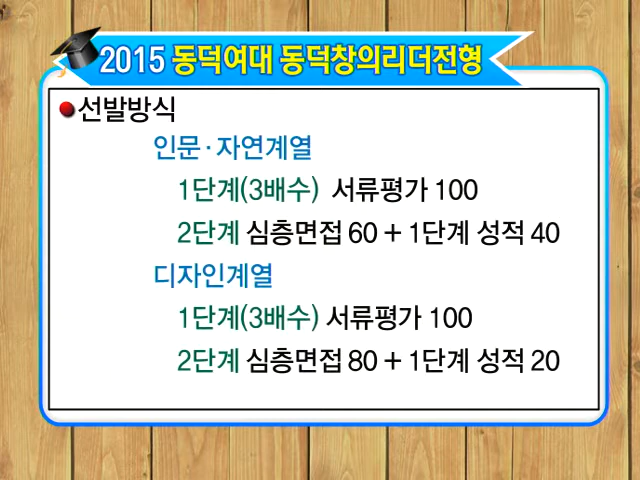 2015 동덕여대 동덕창의리더전형
선발방식
인문·자연계열
1단계(3배수) 서류평가 100
2단계 심층면접 60 + 1단계 성적 40
디자인계열
1단계(3배수) 서류평가 100
2단계 심층면접 80 + 1단계 성적 20